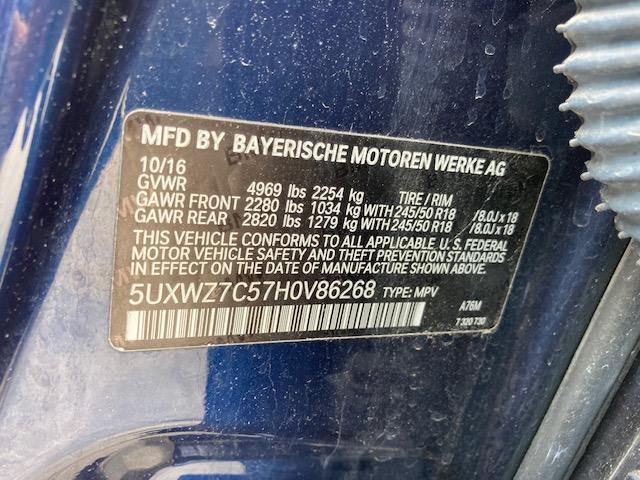 MFD BY BAYERISCHE MOTOREN WERKE AG
10/16
GVWR 4969 lbs 2254 kg TIRE / RIM
GAWR FRONT 2280 lbs 1034 kg WITH 245/50 R18 /8.0J x 18
GAWR REAR 2820 lbs 1279 kg WITH 245/50 R18 /8.0J x 18
THIS VEHICLE CONFORMS TO ALL APPLICABLE U. S. FEDERAL
MOTOR VEHICLE SAFETY AND THEFT PREVENTION
STANDARDS IN EFFECT ON THE DATE OF MANUFACTURE SHOWN ABOVE.
5UXWZ7C57H0V86268 TYPE: MPV
A76M
7 320 730